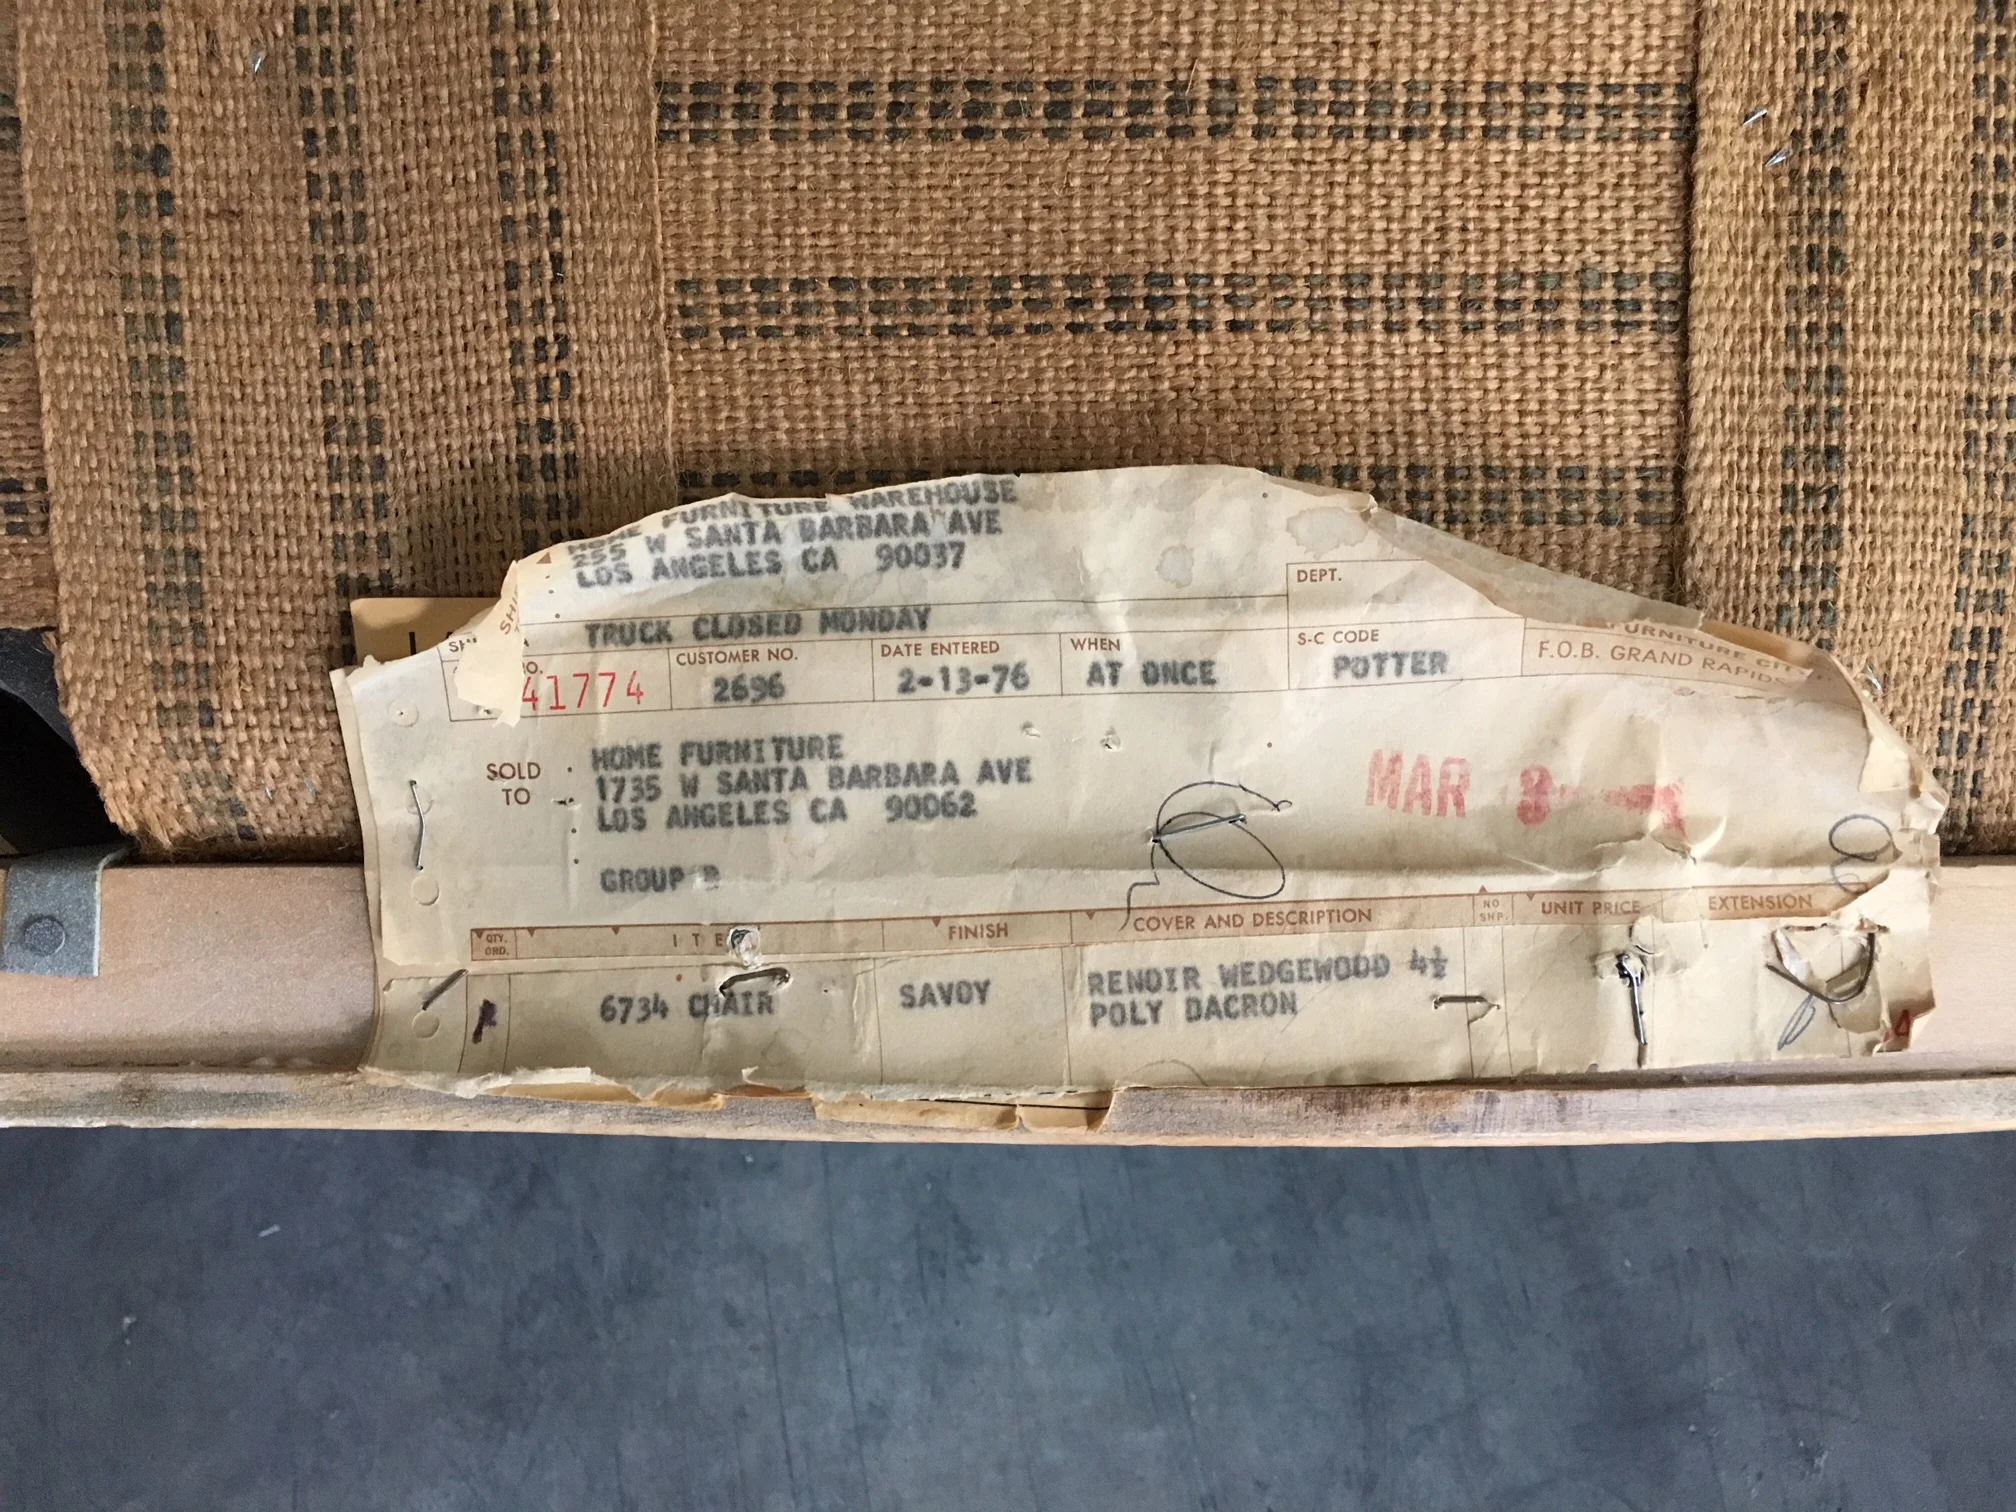 HOME FURNITURE WAREHOUSE
255 W SANTA BARBARA AVE
LOS ANGELES CA 90037
DEPT.
TRUCK CLOSED MONDAY
NO. CUSTOMER NO. DATE ENTERED WHEN S-C CODE FURNITURE CITY
41774 2696 2-13-76 AT ONCE POTTER F.O.B. GRAND RAPIDS
SOLD TO
HOME FURNITURE
1735 W SANTA BARBARA AVE
LOS ANGELES CA 90062
MAR
GROUP B
QTY. ORD. ITE FINISH COVER AND DESCRIPTION NO SHP. UNIT PRICE EXTENSION
6734 CHAIR SAVOY RENOIR WEDGEWOOD 4½
POLY DACRON